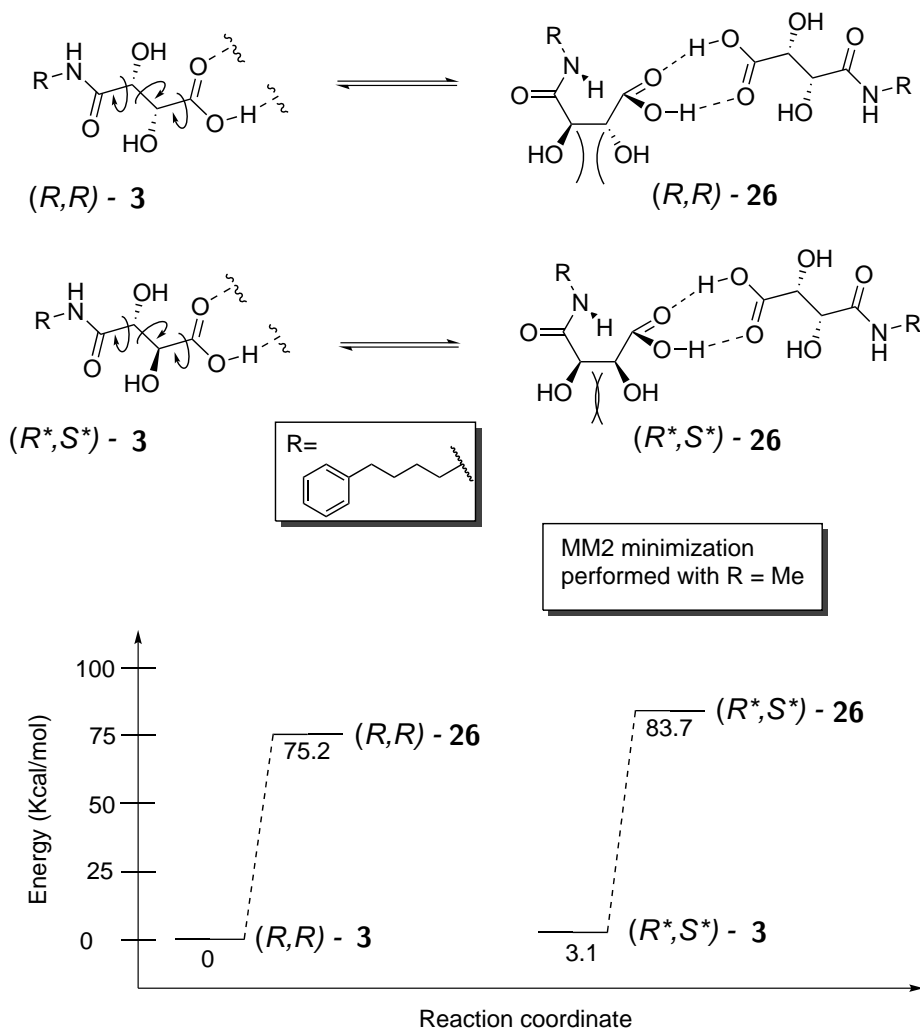 R H N O OH HO O O H
R N H O HO OH O O H H O O OH HO O N H R
(R,R) - 3
(R,R) - 26
R H N O OH HO O O H
R N H O HO OH O O H H O O OH HO O N H R
(R*,S*) - 3
(R*,S*) - 26
R=
MM2 minimization
performed with R = Me
Energy (Kcal/mol)
100
75
50
25
0
75.2
(R,R) - 26
(R*,S*) - 26
83.7
0
(R,R) - 3
3.1
(R*,S*) - 3
Reaction coordinate